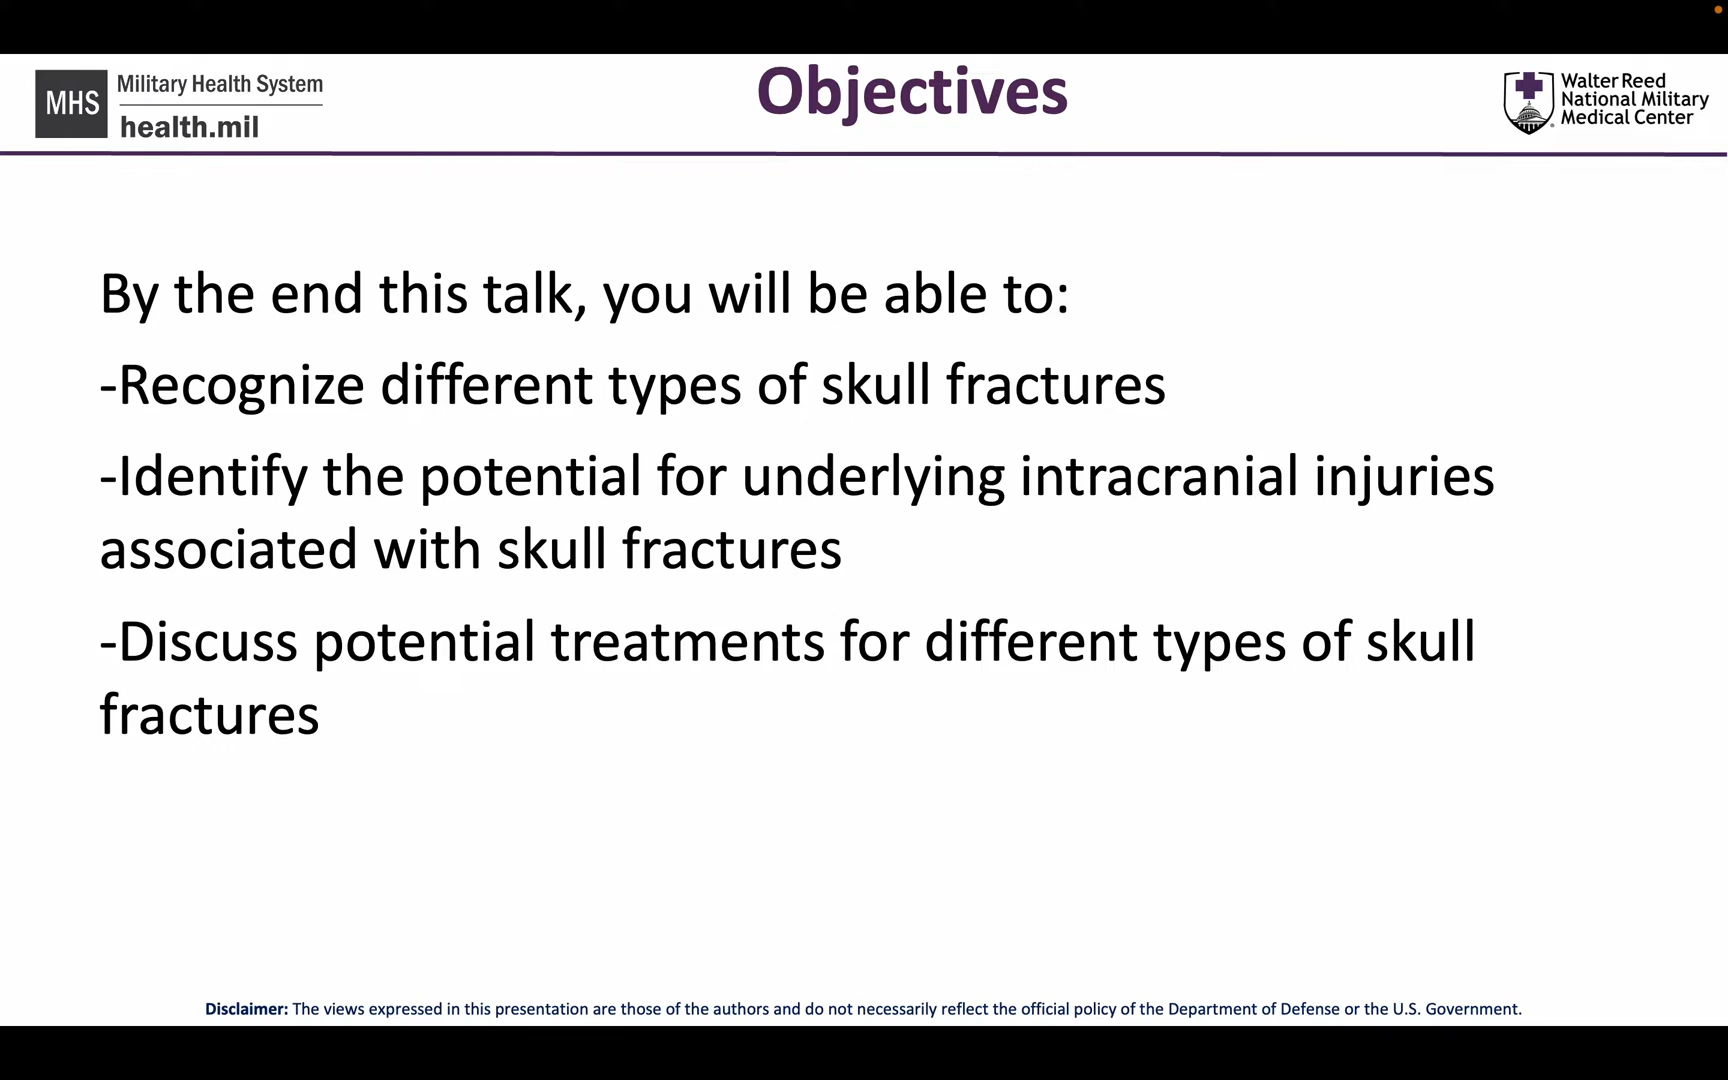 MHS
Military Health System
health.mil
Objectives
Walter Reed
National Military
Medical Center
By the end this talk, you will be able to:
-Recognize different types of skull fractures
-Identify the potential for underlying intracranial injuries
associated with skull fractures
-Discuss potential treatments for different types of skull
fractures
Disclaimer: The views expressed in this presentation are those of the authors and do not necessarily reflect the official policy of the Department of Defense or the U.S. Government.